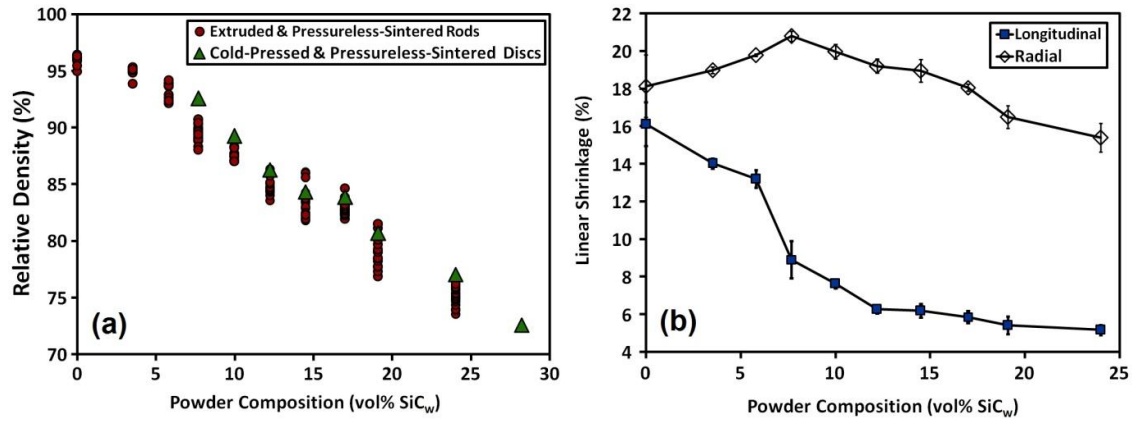 100
95
90
85
80
75
70
Relative Density (%)
Extruded & Pressureless-Sintered Rods
Cold-Pressed & Pressureless-Sintered Discs
(a)
0 5 10 15 20 25 30
Powder Composition (vol% SiCw)
22
20
18
16
14
12
10
8
6
4
Linear Shrinkage (%)
Longitudinal
Radial
(b)
0 5 10 15 20 25
Powder Composition (vol% SiCw)